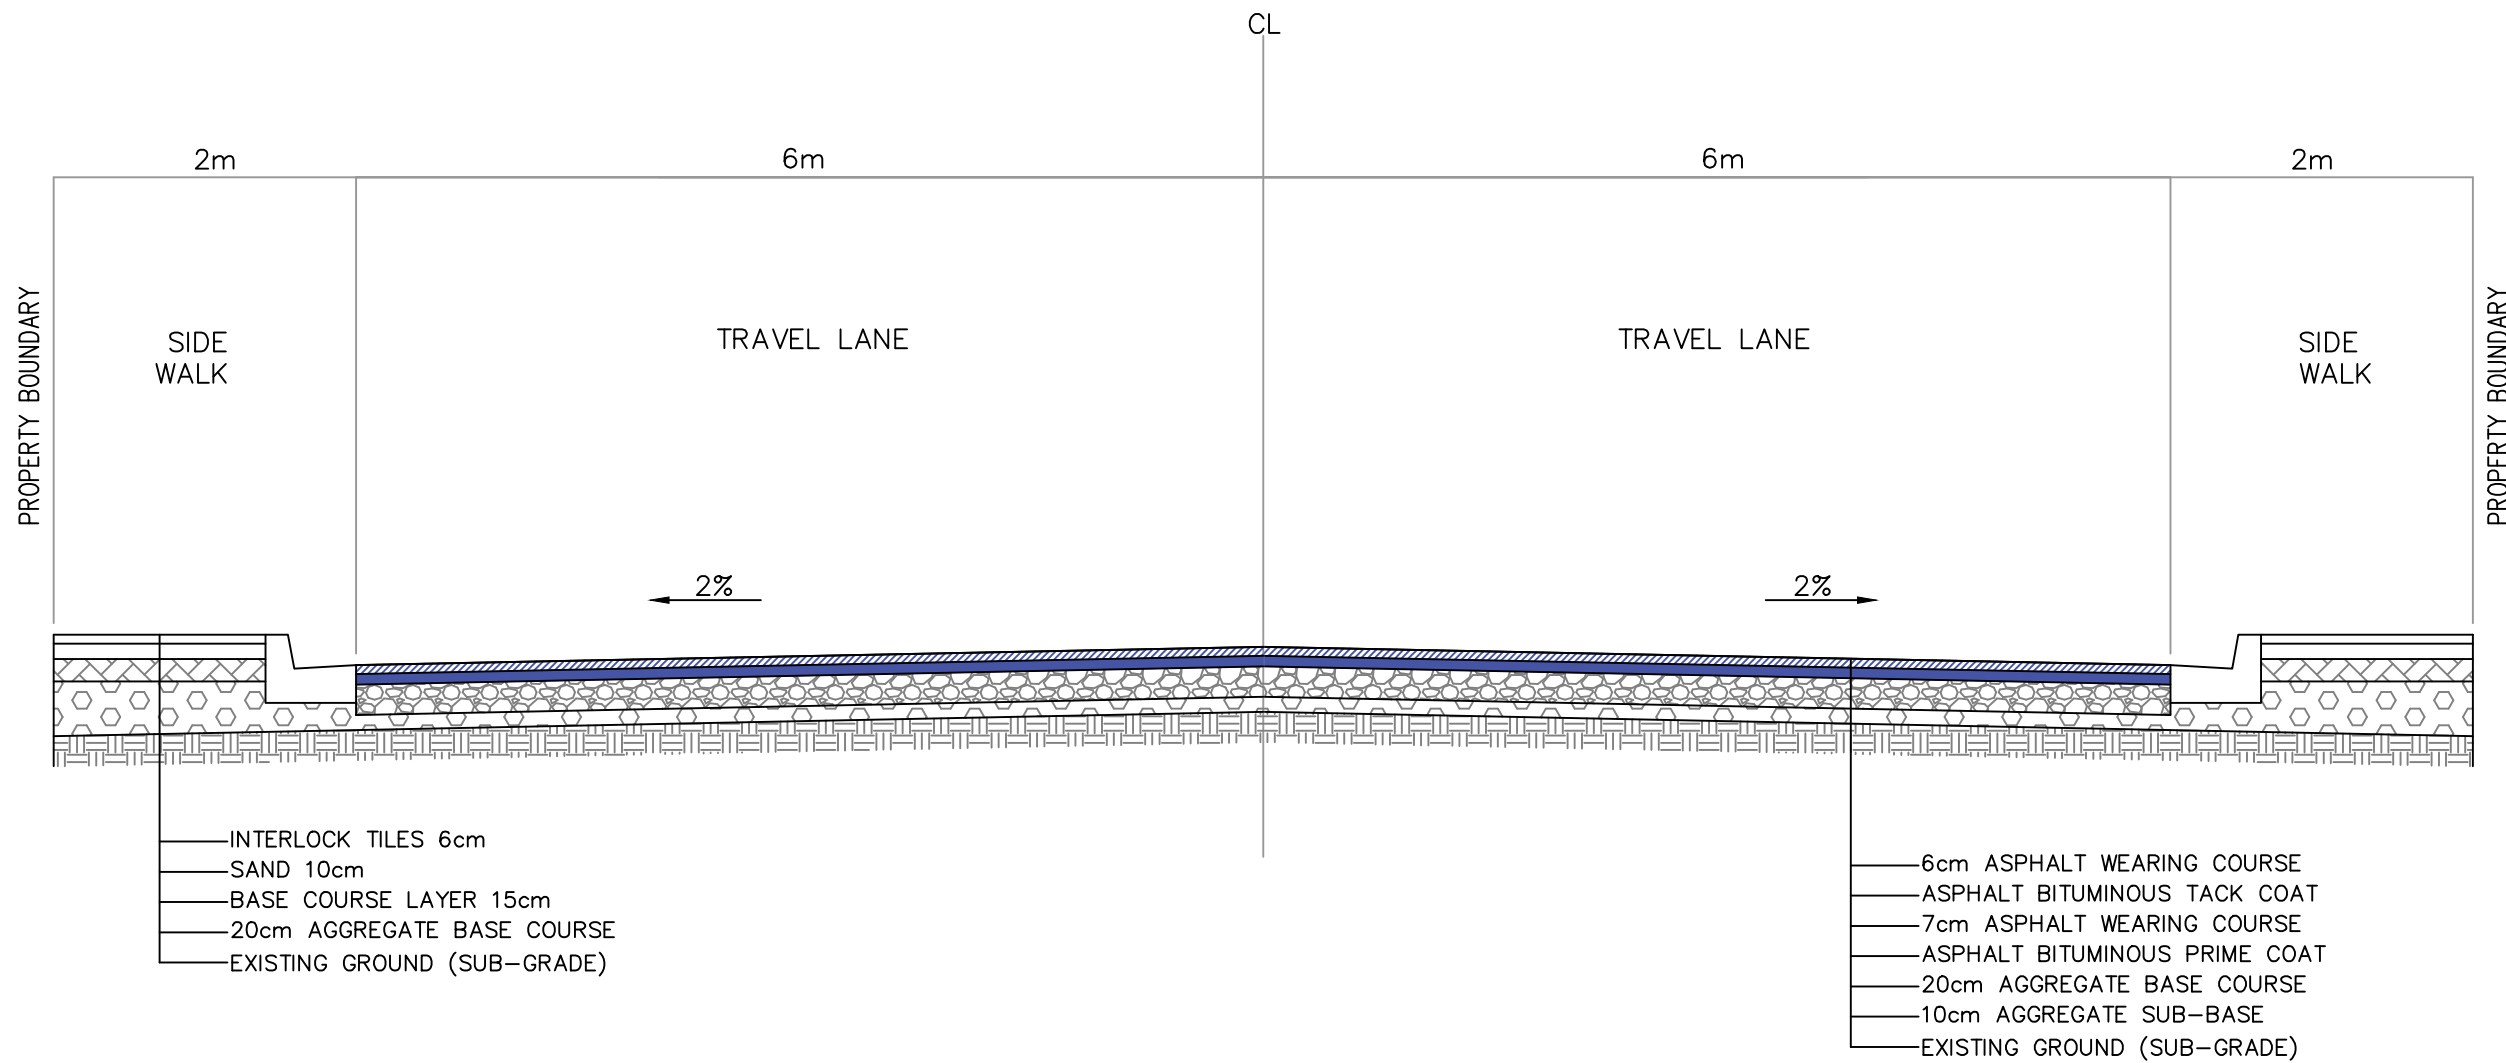 CL
2m
6m
6m
2m
PROPERTY BOUNDARY
SIDE
WALK
TRAVEL LANE
TRAVEL LANE
SIDE
WALK
PROPERTY BOUNDARY
2%
2%
INTERLOCK TILES 6cm
SAND 10cm
BASE COURSE LAYER 15cm
20cm AGGREGATE BASE COURSE
EXISTING GROUND (SUB-GRADE)
6cm ASPHALT WEARING COURSE
ASPHALT BITUMINOUS TACK COAT
7cm ASPHALT WEARING COURSE
ASPHALT BITUMINOUS PRIME COAT
20cm AGGREGATE BASE COURSE
10cm AGGREGATE SUB-BASE
EXISTING GROUND (SUB-GRADE)